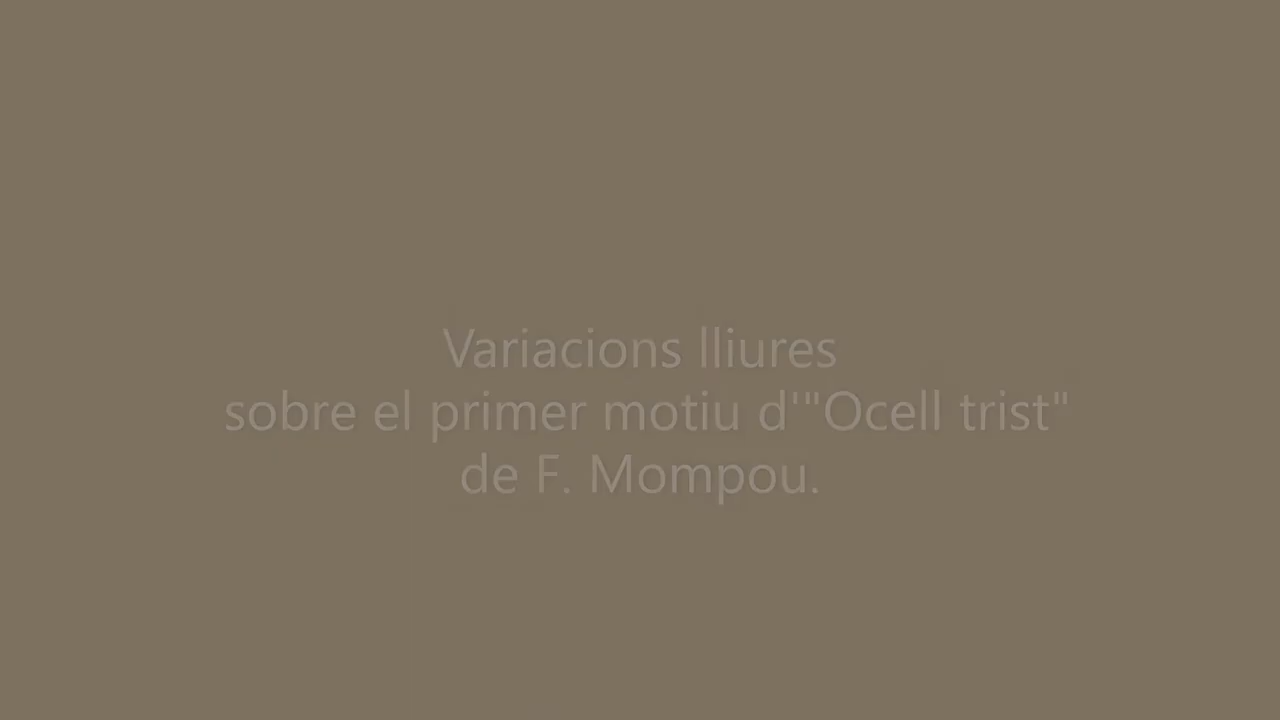 Variacions lliures
sobre el primer motiu d'"Ocell trist"
de F. Mompou.